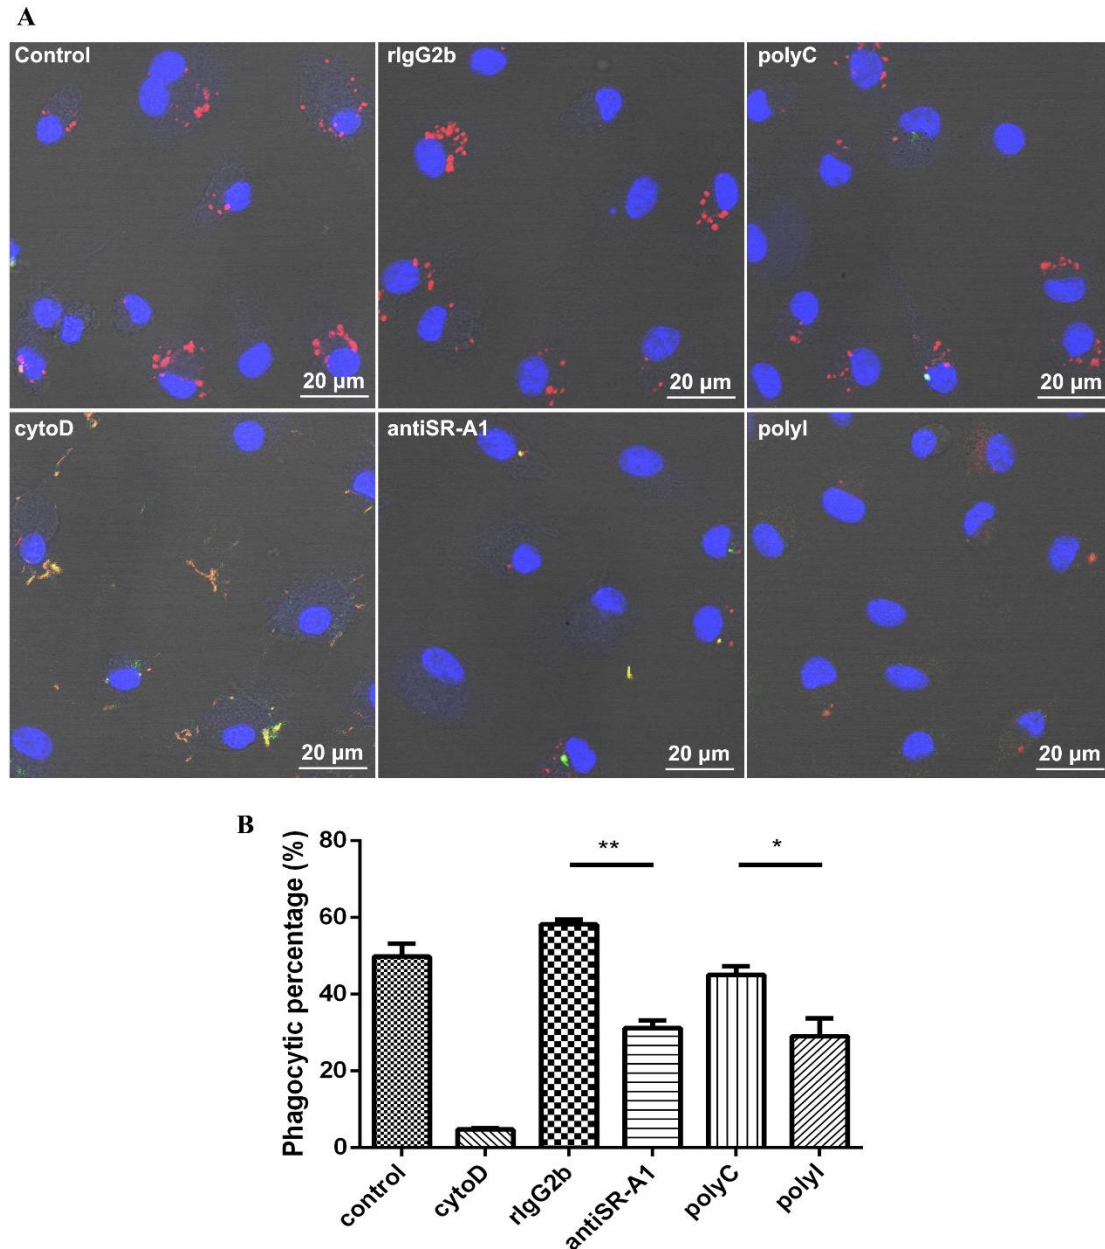 A
Control
rIgG2b
polyC
20 µm
20 µm
20 µm
cytoD
antiSR-A1
polyI
20 µm
20 µm
20 µm
B
Phagocytic percentage (%)
80
60
40
20
0
**
*
control
cytoD
rIgG2b
antiSR-A1
polyC
polyI